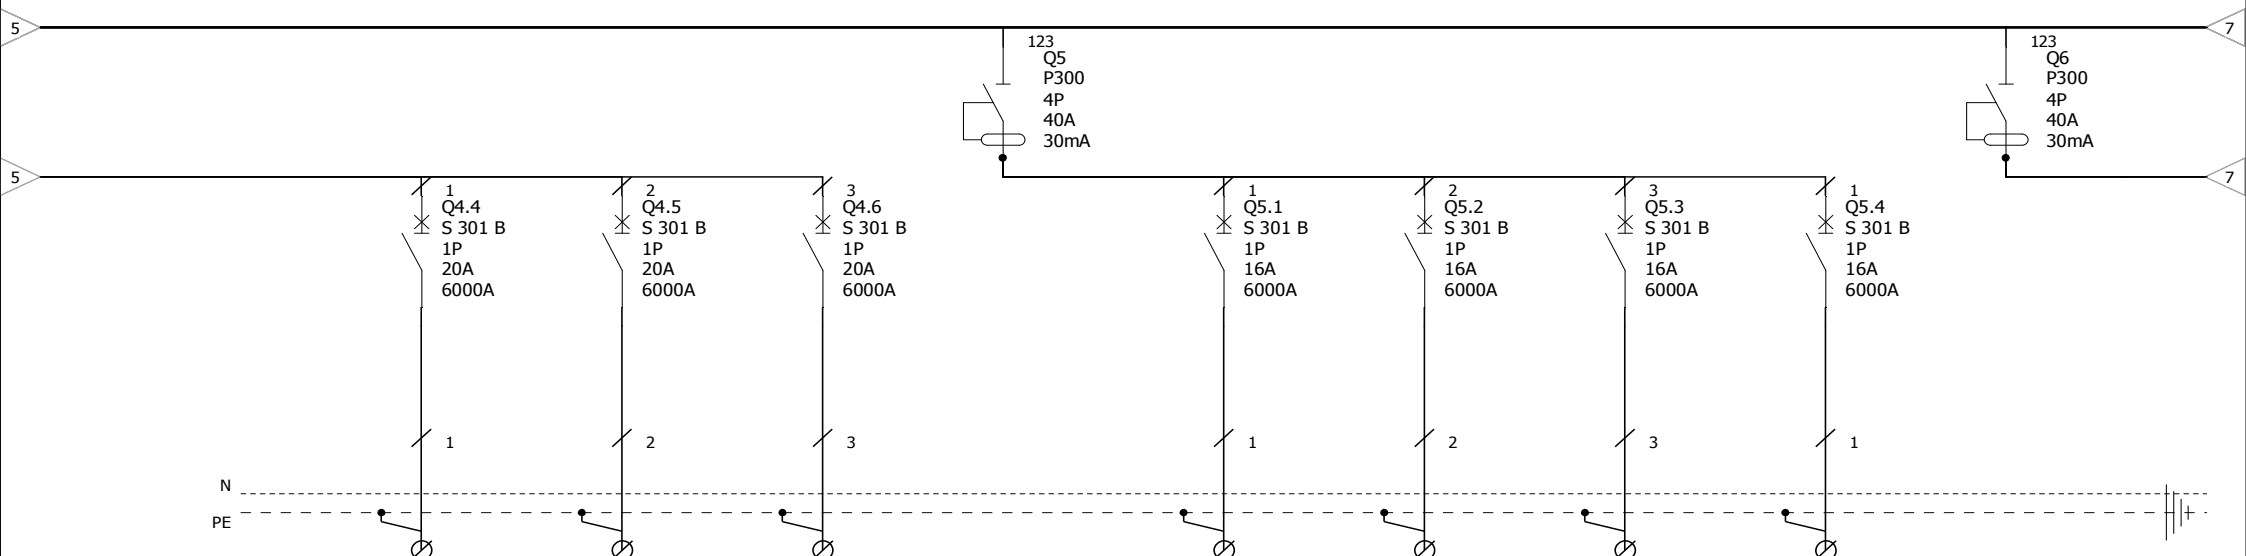 5
7
123
Q5
P300
4P
40A
30mA
123
Q6
P300
4P
40A
30mA
5
7
1
Q4.4
S 301 B
1P
20A
6000A
2
Q4.5
S 301 B
1P
20A
6000A
3
Q4.6
S 301 B
1P
20A
6000A
1
Q5.1
S 301 B
1P
16A
6000A
2
Q5.2
S 301 B
1P
16A
6000A
3
Q5.3
S 301 B
1P
16A
6000A
1
Q5.4
S 301 B
1P
16A
6000A
1
2
3
1
2
3
1
N
PE